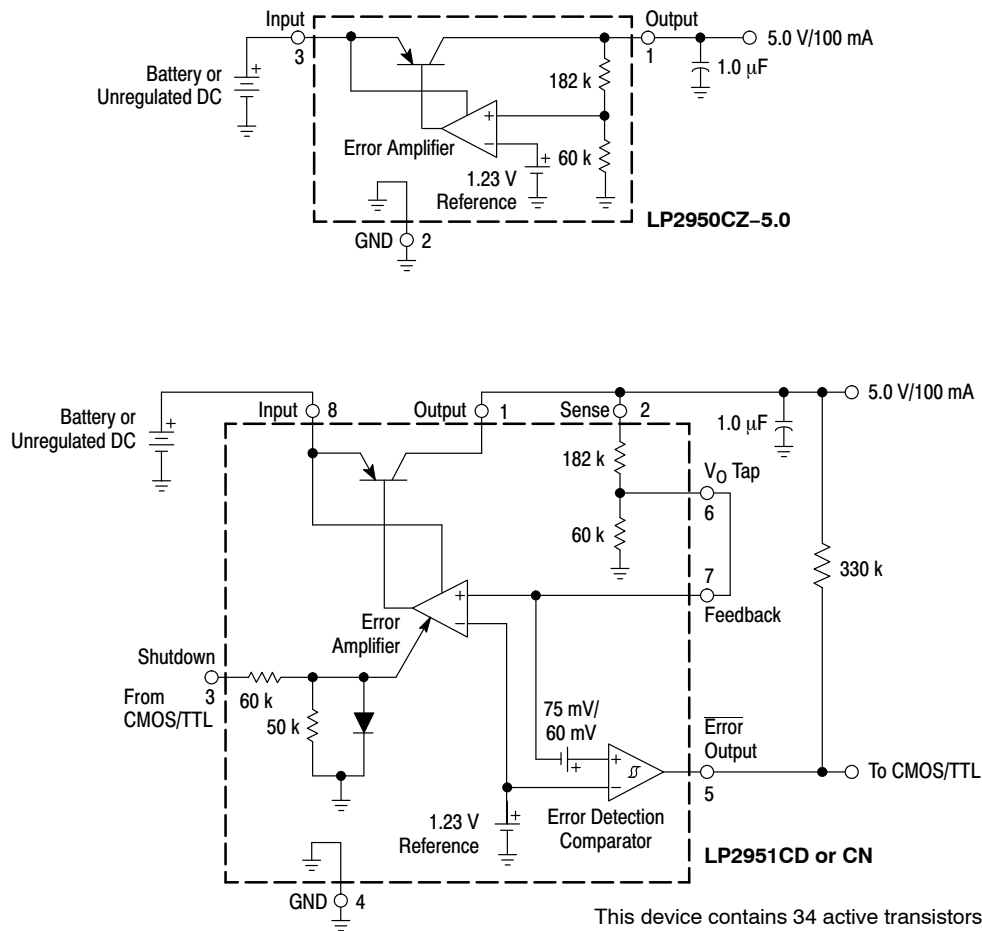 Input
3
Output
1
5.0 V/100 mA
1.0 μF
Battery or
Unregulated DC
182 k
Error Amplifier
60 k
1.23 V
Reference
GND 2
LP2950CZ–5.0
Battery or
Unregulated DC
Input 8
Output 1
Sense 2
5.0 V/100 mA
1.0 μF
182 k
VO Tap
6
60 k
330 k
7
Feedback
Error
Amplifier
Shutdown
3
From
CMOS/TTL
60 k
50 k
75 mV/
60 mV
Error
Output
5
To CMOS/TTL
1.23 V
Reference
Error Detection
Comparator
LP2951CD or CN
GND 4
This device contains 34 active transistors